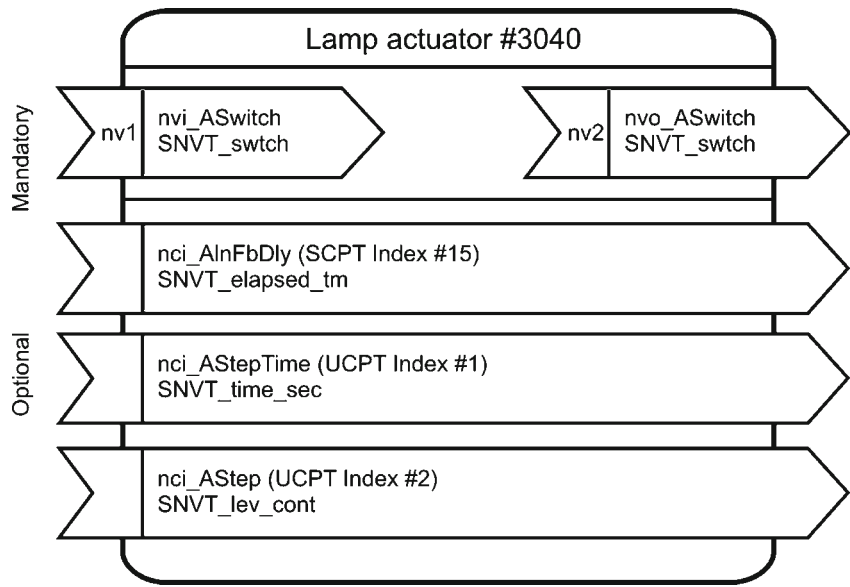 Lamp actuator #3040
Mandatory
nv1
nvi_ASwitch
SNVT_swtch
nv2
nvo_ASwitch
SNVT_swtch
nci_AlnFbDly (SCPT Index #15)
SNVT_elapsed_tm
Optional
nci_AStepTime (UCPT Index #1)
SNVT_time_sec
nci_AStep (UCPT Index #2)
SNVT_lev_cont